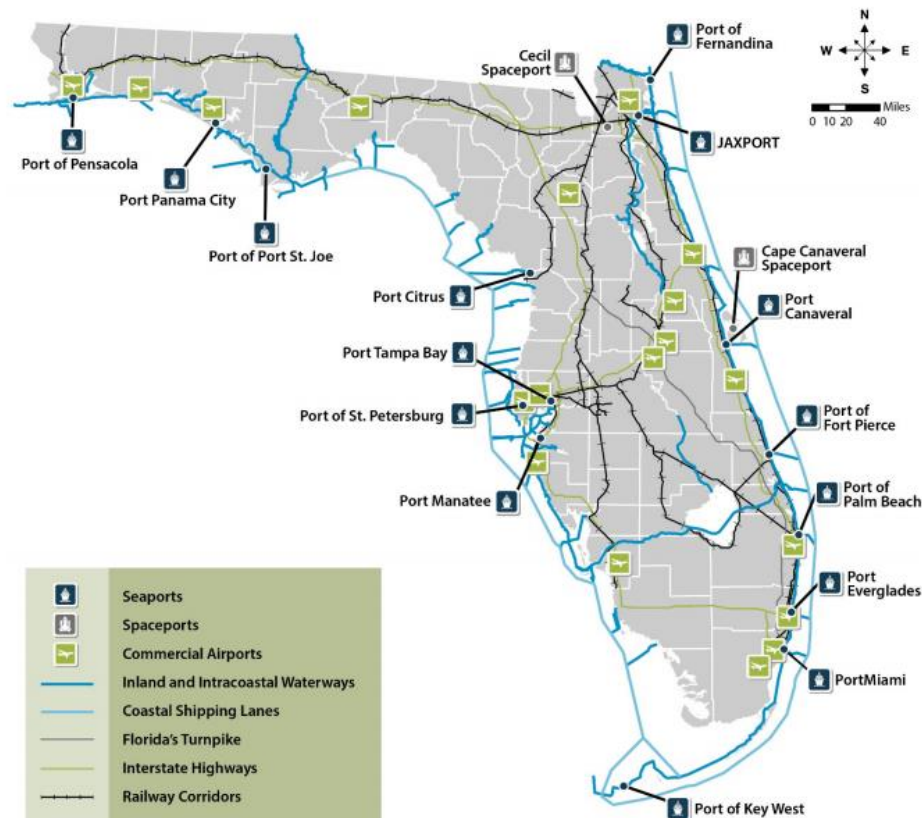 N
W E
S
Miles
0 10 20 40
Port of
Fernandina
Cecil
Spaceport
JAXPORT
Port of Pensacola
Port Panama City
Port of Port St. Joe
Cape Canaveral
Spaceport
Port Citrus
Port
Canaveral
Port Tampa Bay
Port of St. Petersburg
Port of
Fort Pierce
Port Manatee
Port of
Palm Beach
Port
Everglades
PortMiami
Port of Key West
Seaports
Spaceports
Commercial Airports
Inland and Intracoastal Waterways
Coastal Shipping Lanes
Florida's Turnpike
Interstate Highways
Railway Corridors